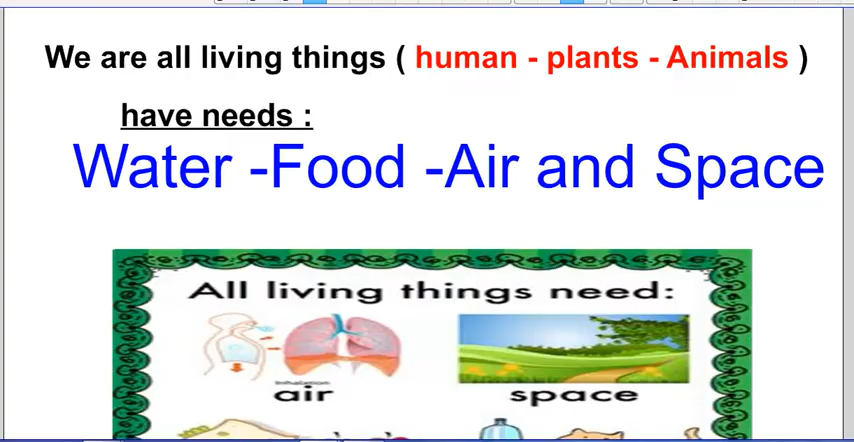 We are all living things ( human - plants - Animals )
have needs :
Water -Food -Air and Space
All living things need:
Inhalation
air
space